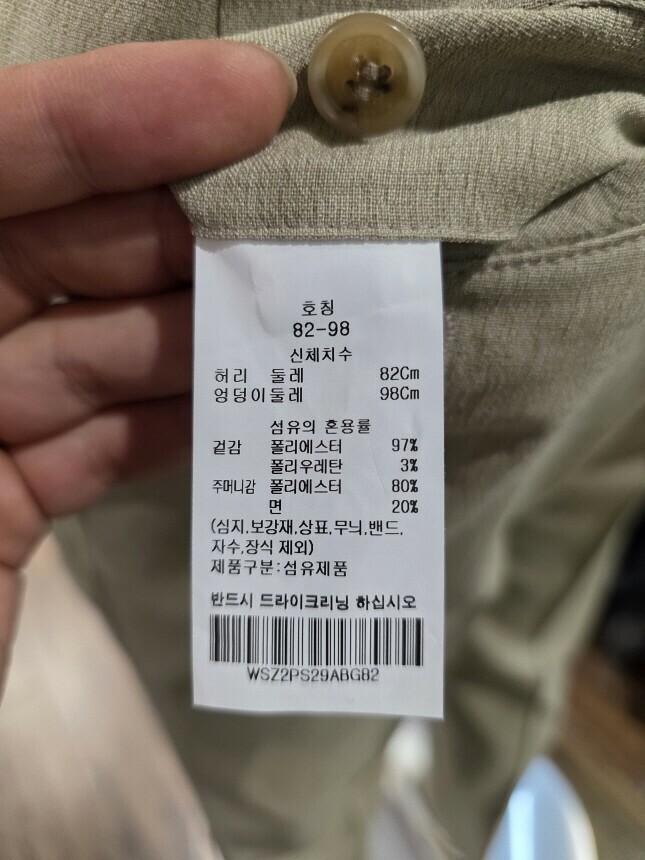 호칭
82-98
신체치수
허리 둘레 82Cm
엉덩이둘레 98Cm
섬유의 혼용률
겉감 폴리에스터 97%
폴리우레탄 3%
주머니감 폴리에스터 80%
면 20%
(심지,보강재,상표,무늬,밴드,
자수,장식 제외)
제품구분:섬유제품
반드시 드라이크리닝 하십시오
WSZ2PS29ABG82